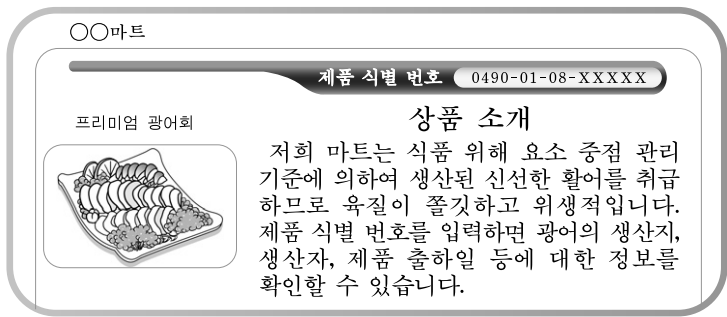 ○○마트
제품 식별 번호 0490-01-08-XXXXX
프리미엄 광어회
상품 소개
저희 마트는 식품 위해 요소 중점 관리
기준에 의하여 생산된 신선한 활어를 취급
하므로 육질이 쫄깃하고 위생적입니다.
제품 식별 번호를 입력하면 광어의 생산지,
생산자, 제품 출하일 등에 대한 정보를
확인할 수 있습니다.